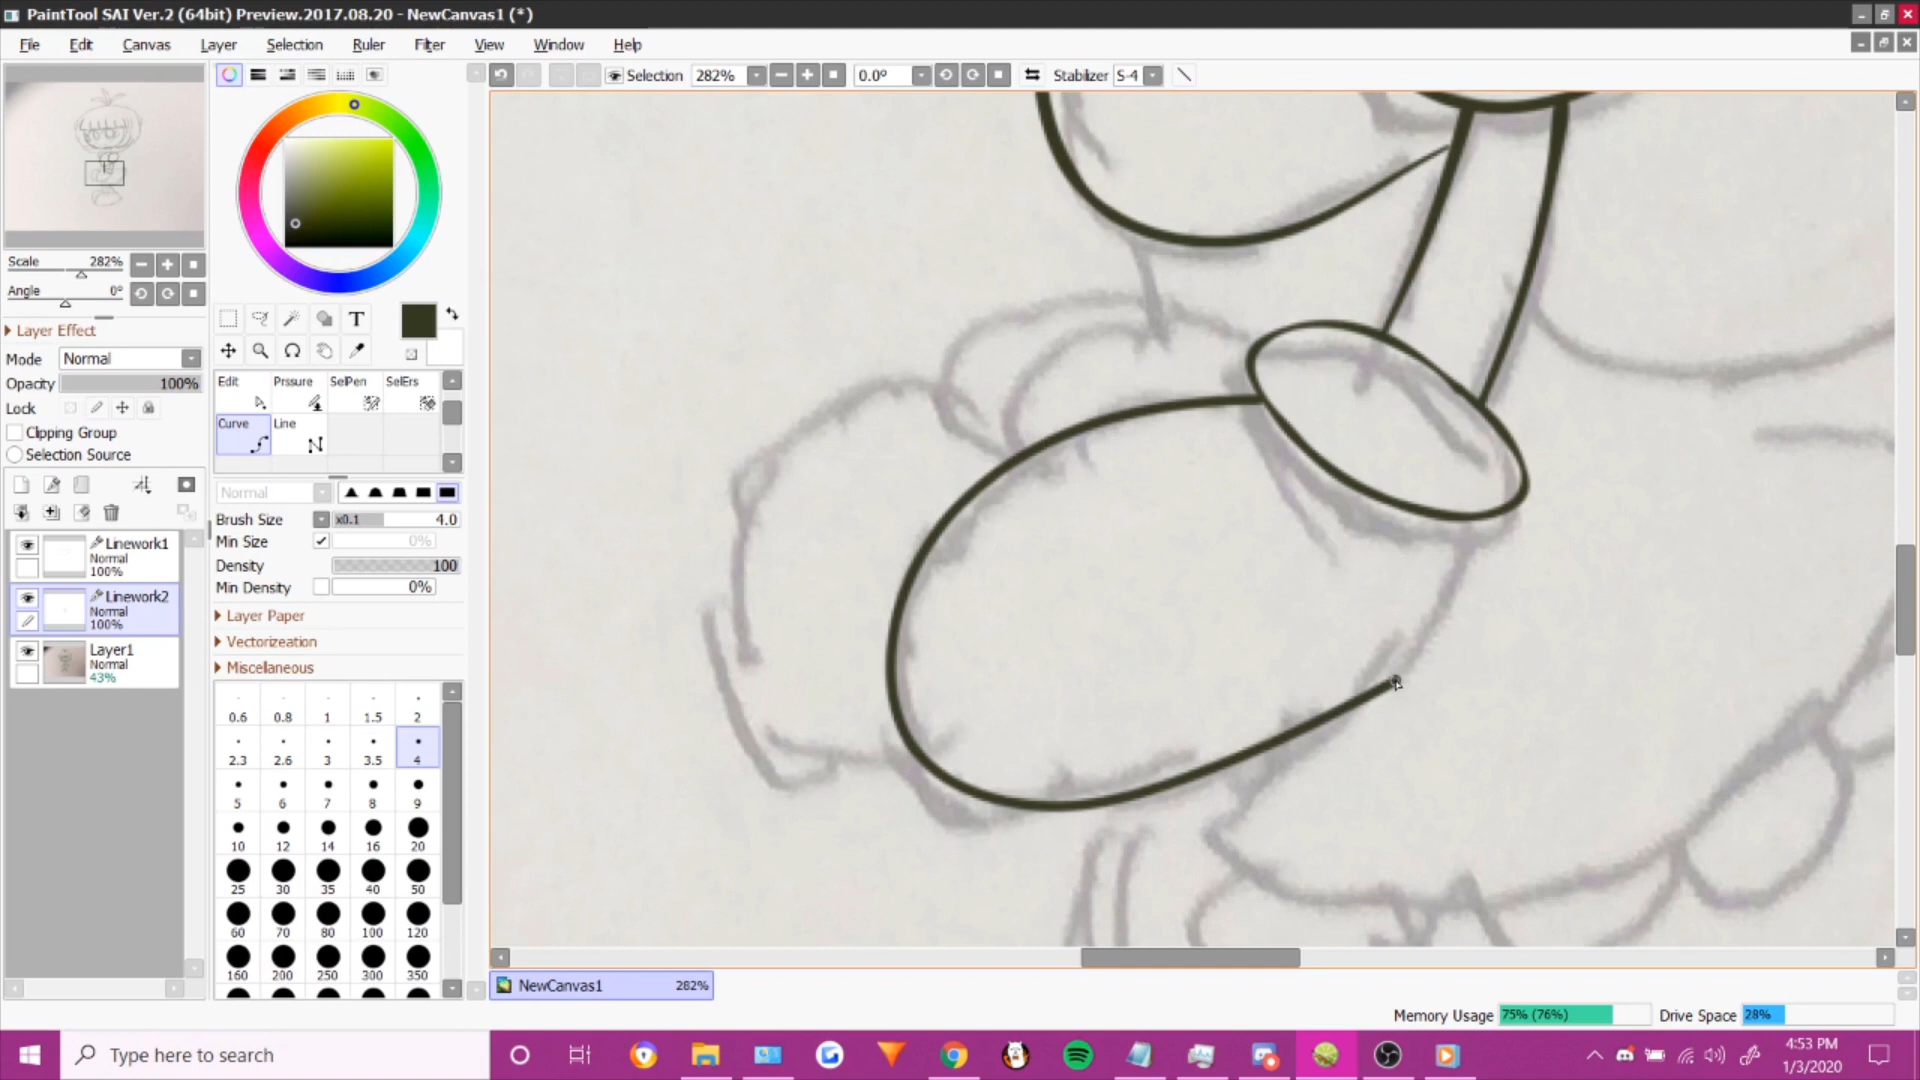 PaintTool SAI Ver.2 (64bit) Preview.2017.08.20 - NewCanvas1 (*)
File Edit Canvas Layer Selection Ruler Filter View Window Help
Selection 282% 0.0º Stabilizer S-4
Scale 282%
Angle 0º
Layer Effect
Mode Normal
Opacity 100%
Lock
Clipping Group
Selection Source
Linework1
Normal
100%
Linework2
Normal
100%
Layer1
Normal
43%
T
Edit Prssure SelPen SelErs
Curve Line
Normal
Brush Size x0.1 4.0
Min Size 0%
Density 100
Min Density 0%
Layer Paper
Vectorizeation
Miscellaneous
0.6 0.8 1 1.5 2
2.3 2.6 3 3.5 4
5 6 7 8 9
10 12 14 16 20
25 30 35 40 50
60 70 80 100 120
160 200 250 300 350
NewCanvas1 282%
Memory Usage 75% (76%) Drive Space 28%
Type here to search
4:53 PM
1/3/2020